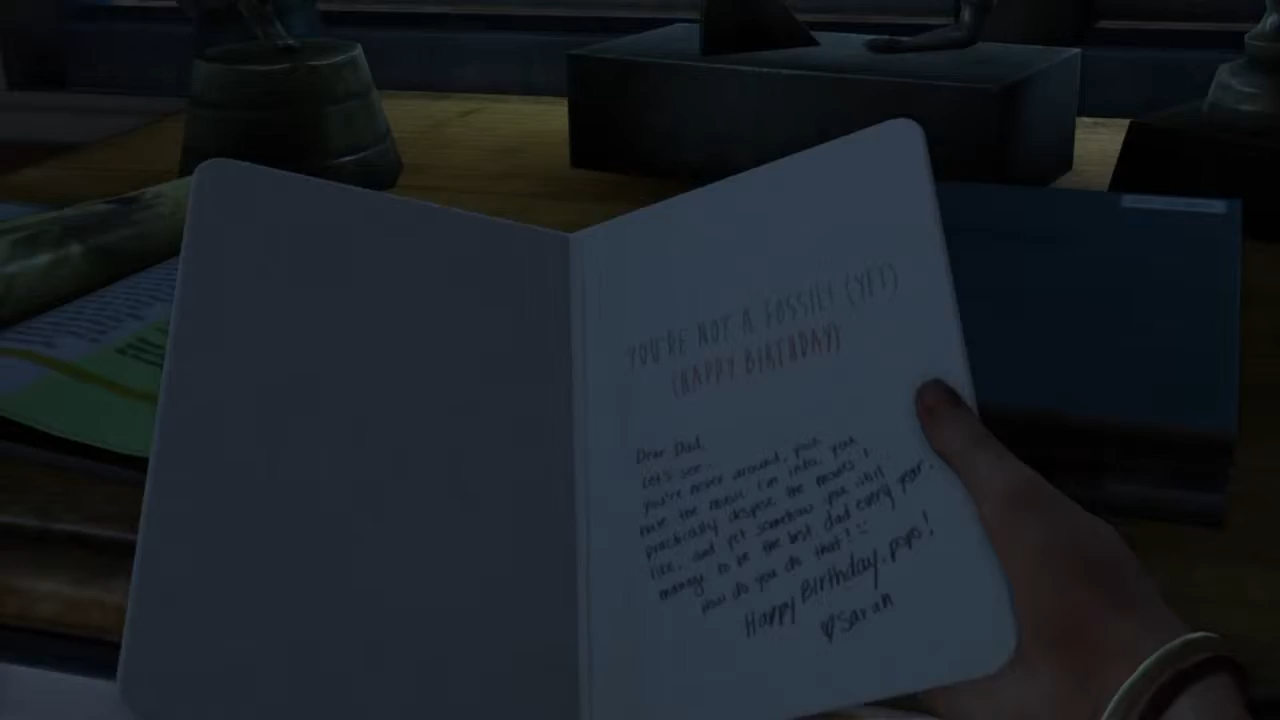 YOU'RE NOT A FOSSIL! (YET)
(HAPPY BIRTHDAY)
Dear Dad,
Let's see...
you're never around, you
hate the music I'm into, you
practically despise the movies I
like, and yet somehow you still
manage to be the best dad every year.
How do you do that? :)
Happy Birthday, pops!
♡ Sarah